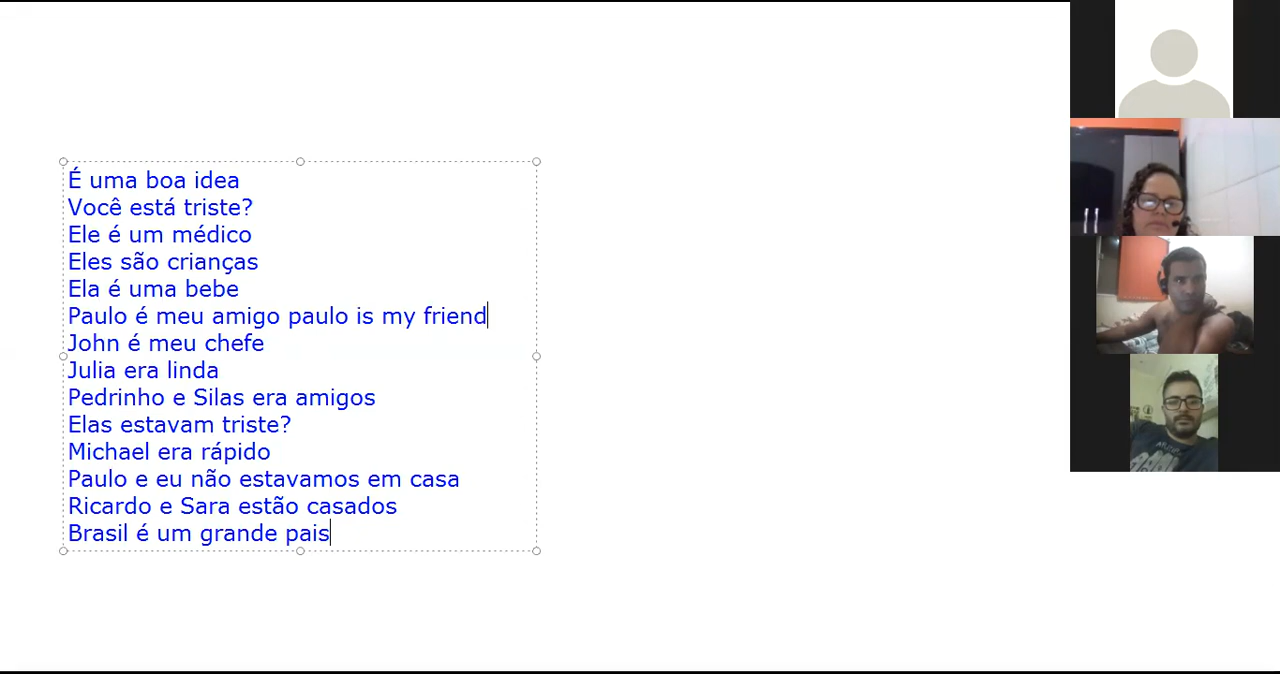 É uma boa idea
Você está triste?
Ele é um médico
Eles são crianças
Ela é uma bebe
Paulo é meu amigo paulo is my friend
John é meu chefe
Julia era linda
Pedrinho e Silas era amigos
Elas estavam triste?
Michael era rápido
Paulo e eu não estavamos em casa
Ricardo e Sara estão casados
Brasil é um grande pais